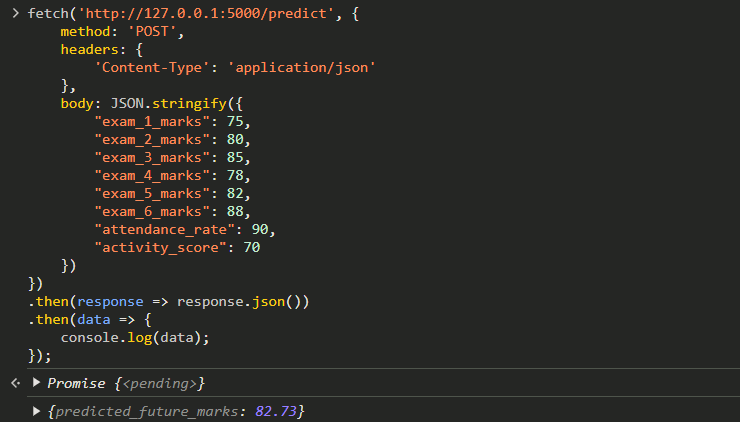 fetch('http://127.0.0.1:5000/predict', {
    method: 'POST',
    headers: {
        'Content-Type': 'application/json'
    },
    body: JSON.stringify({
        "exam_1_marks": 75,
        "exam_2_marks": 80,
        "exam_3_marks": 85,
        "exam_4_marks": 78,
        "exam_5_marks": 82,
        "exam_6_marks": 88,
        "attendance_rate": 90,
        "activity_score": 70
    })
})
.then(response => response.json())
.then(data => {
    console.log(data);
});
Promise {<pending>}
{predicted_future_marks: 82.73}